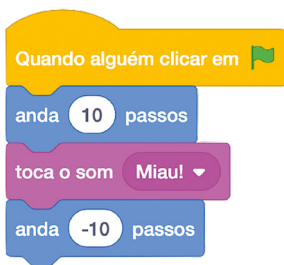 Quando alguém clicar em
anda 10 passos
toca o som Miau!
anda -10 passos